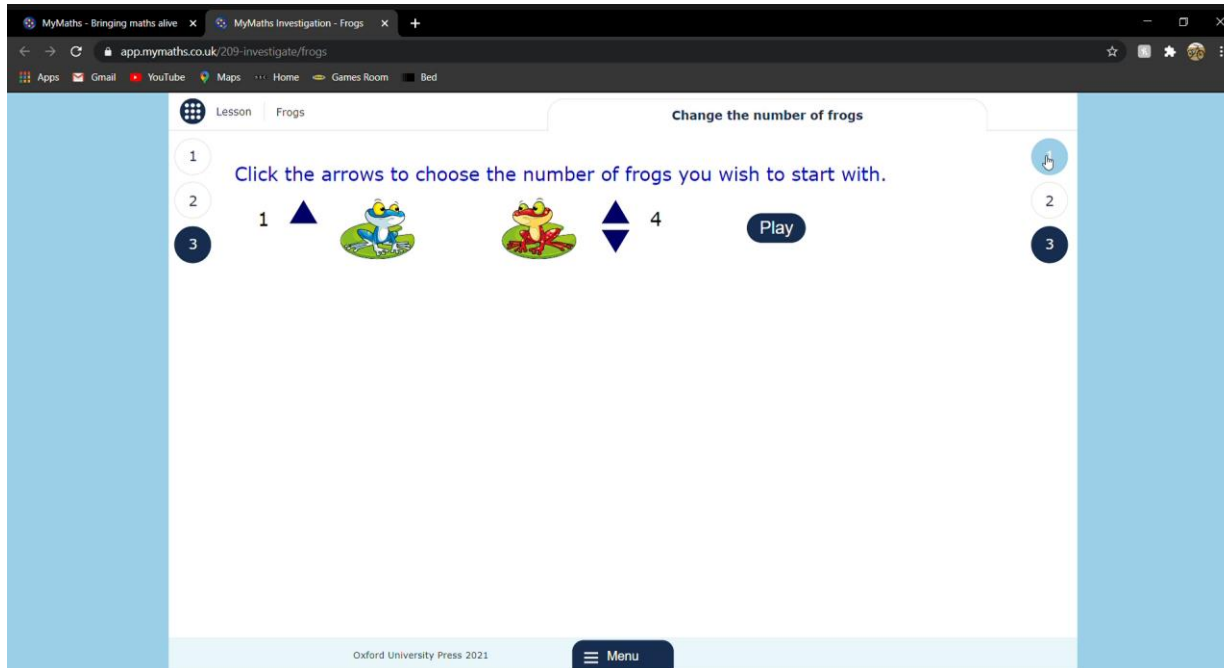 MyMaths - Bringing maths alive
MyMaths Investigation - Frogs
app.mymaths.co.uk/209-investigate/frogs
Apps Gmail YouTube Maps Home Games Room Bed
Lesson Frogs Change the number of frogs
1
Click the arrows to choose the number of frogs you wish to start with.
2 2
1 4 Play
3 3
Oxford University Press 2021 Menu